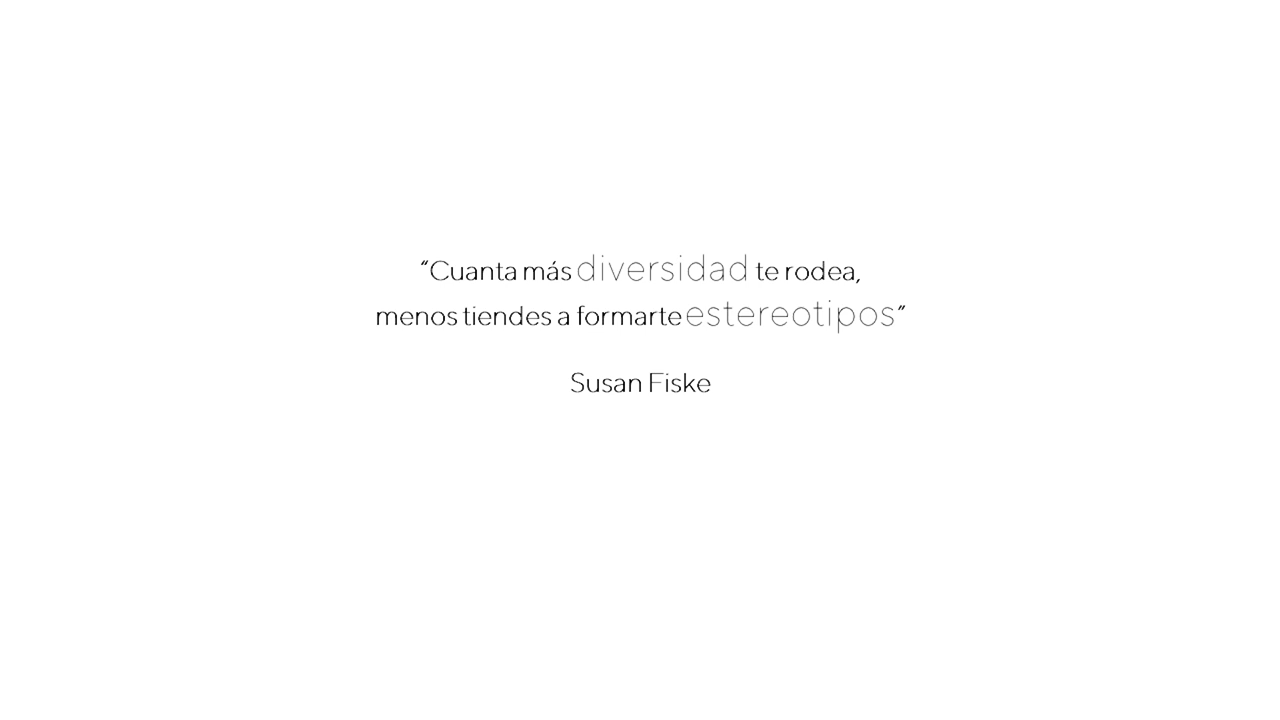 “Cuanta más diversidad te rodea,
menos tiendes a formarte estereotipos”
Susan Fiske